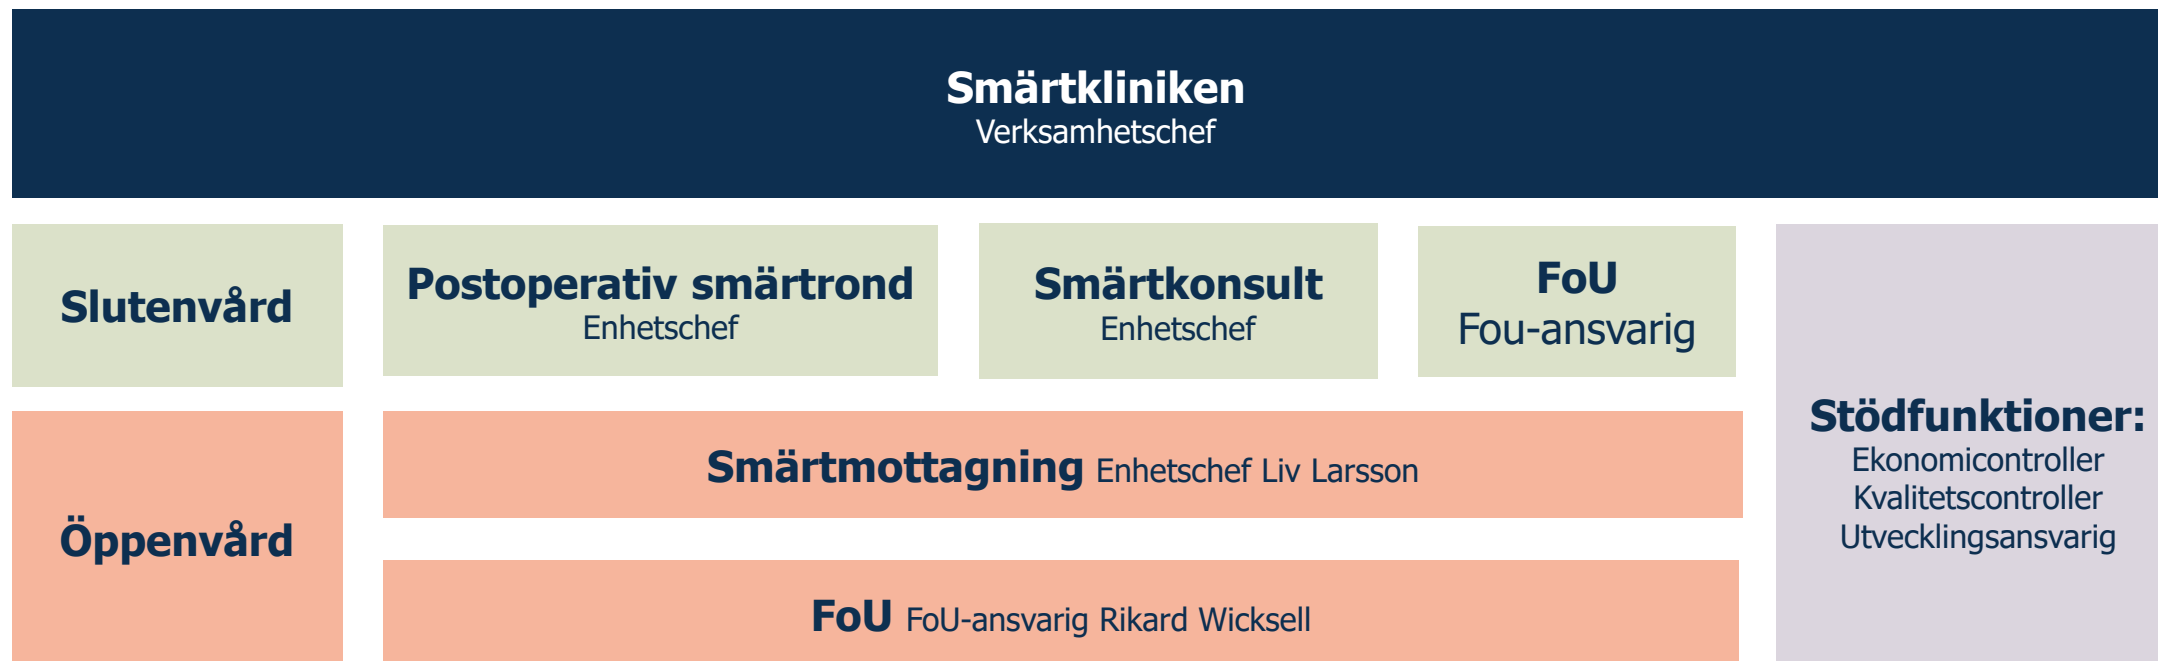 Smärtkliniken
Verksamhetschef
Slutenvård
Postoperativ smärtrond
Enhetschef
Smärtkonsult
Enhetschef
FoU
Fou-ansvarig
Öppenvård
Smärtmottagning Enhetschef Liv Larsson
FoU FoU-ansvarig Rikard Wicksell
Stödfunktioner:
Ekonomicontroller
Kvalitetscontroller
Utvecklingsansvarig